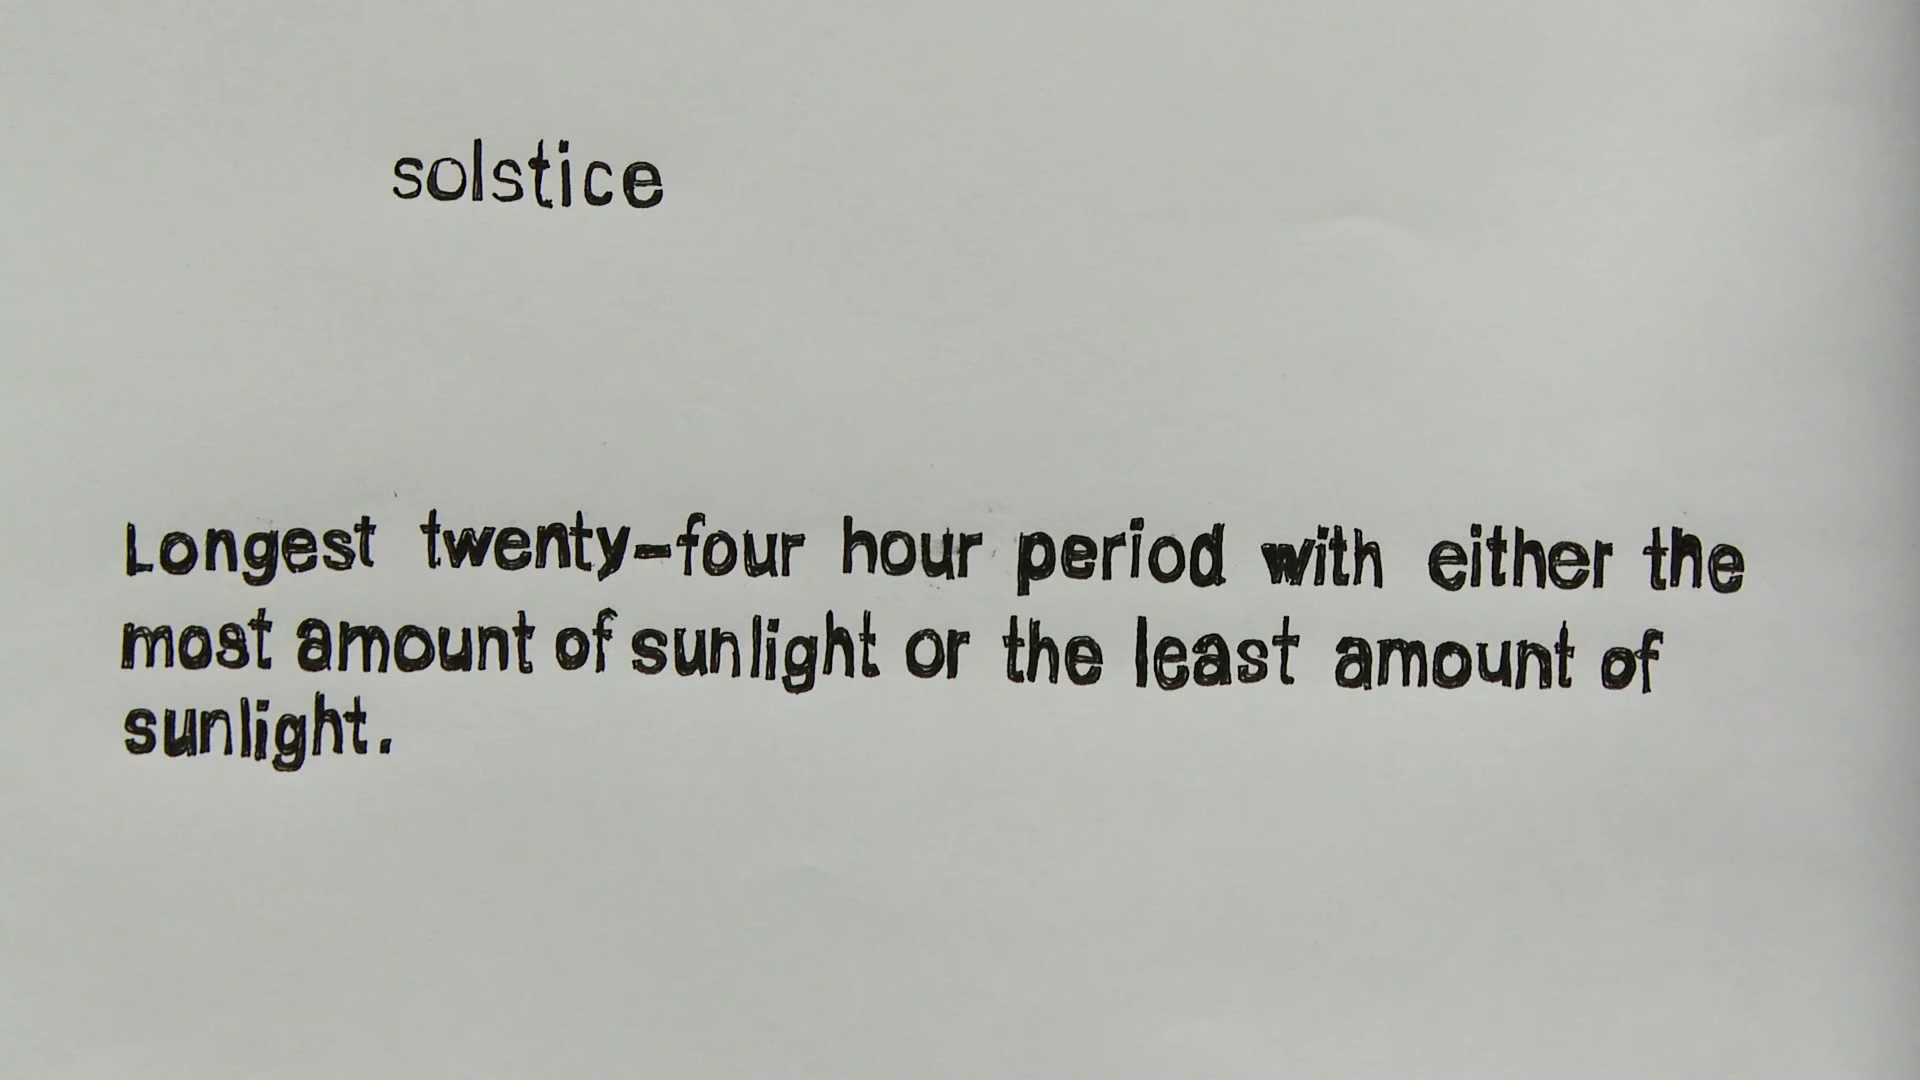 solstice
Longest twenty-four hour period with either the
most amount of sunlight or the least amount of
sunlight.